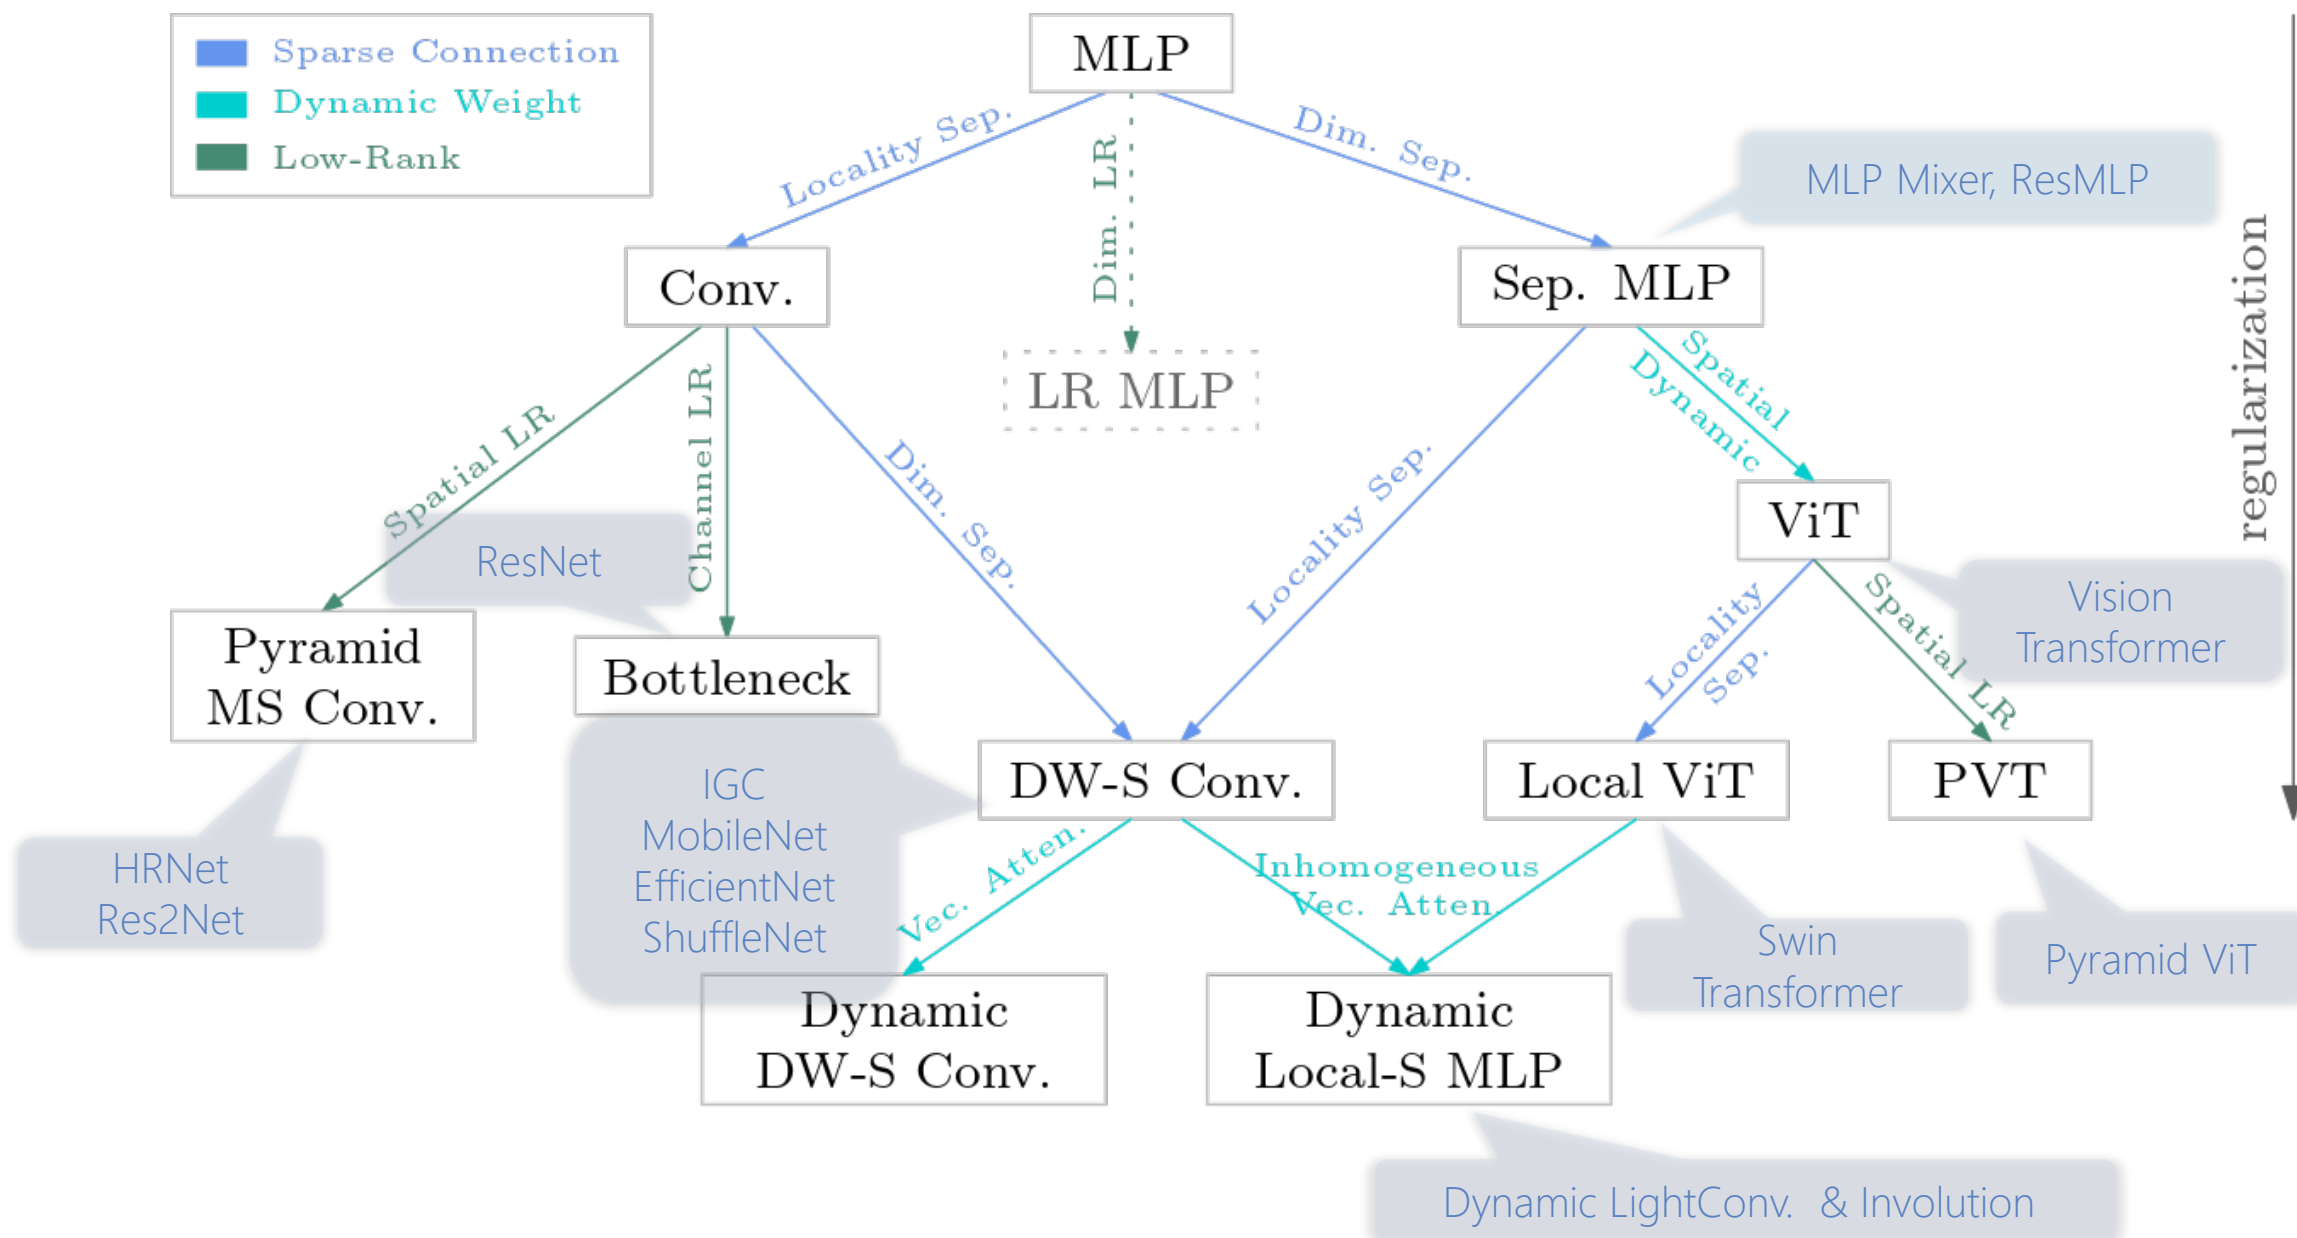 Sparse Connection
Dynamic Weight
Low-Rank
MLP
Locality Sep.
Dim. LR
Dim. Sep.
MLP Mixer, ResMLP
regularization
Conv.
Sep. MLP
LR MLP
Spatial LR
Channel LR
Dim. Sep.
Locality Sep.
Spatial
Dynamic
ViT
Vision
Transformer
ResNet
Pyramid
MS Conv.
Bottleneck
Locality
Sep.
Spatial LR
DW-S Conv.
Local ViT
PVT
HRNet
Res2Net
IGC
MobileNet
EfficientNet
ShuffleNet
Vec. Atten.
Inhomogeneous
Vec. Atten.
Swin
Transformer
Pyramid ViT
Dynamic
DW-S Conv.
Dynamic
Local-S MLP
Dynamic LightConv. & Involution